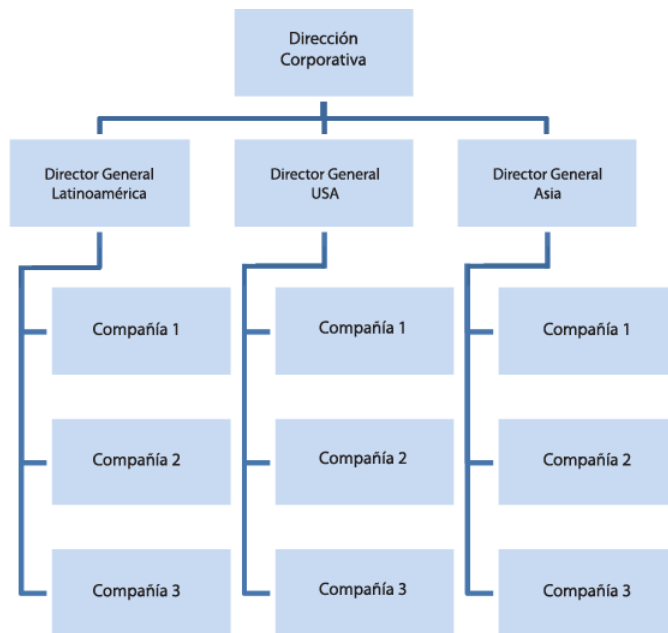 Dirección
Corporativa
Director General
Latinoamérica
Director General
USA
Director General
Asia
Compañía 1
Compañía 1
Compañía 1
Compañía 2
Compañía 2
Compañía 2
Compañía 3
Compañía 3
Compañía 3